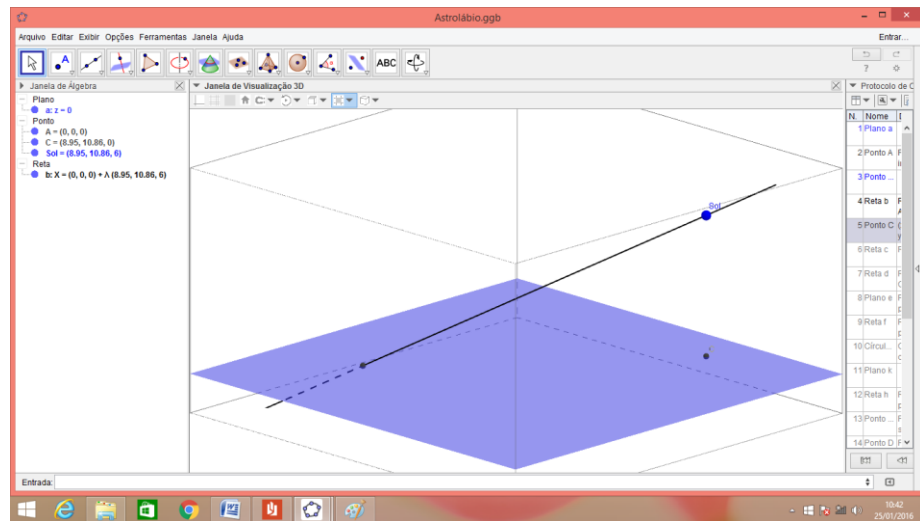 Astrolábio.ggb
Arquivo Editar Exibir Opções Ferramentas Janela Ajuda
Entrar...
ABC
Janela de Álgebra
Plano
a: z = 0
Ponto
A = (0, 0, 0)
C = (8.95, 10.86, 0)
Sol = (8.95, 10.86, 6)
Reta
b: X = (0, 0, 0) + λ (8.95, 10.86, 6)
Janela de Visualização 3D
Sol
Protocolo de C
N. Nome
1 Plano a
2 Ponto A
3 Ponto ...
4 Reta b
5 Ponto C
6 Reta c
7 Reta d
8 Plano e
9 Reta f
10 Círcul...
11 Plano k
12 Reta h
13 Ponto ...
14 Ponto D
Entrada:
10:42
25/01/2016